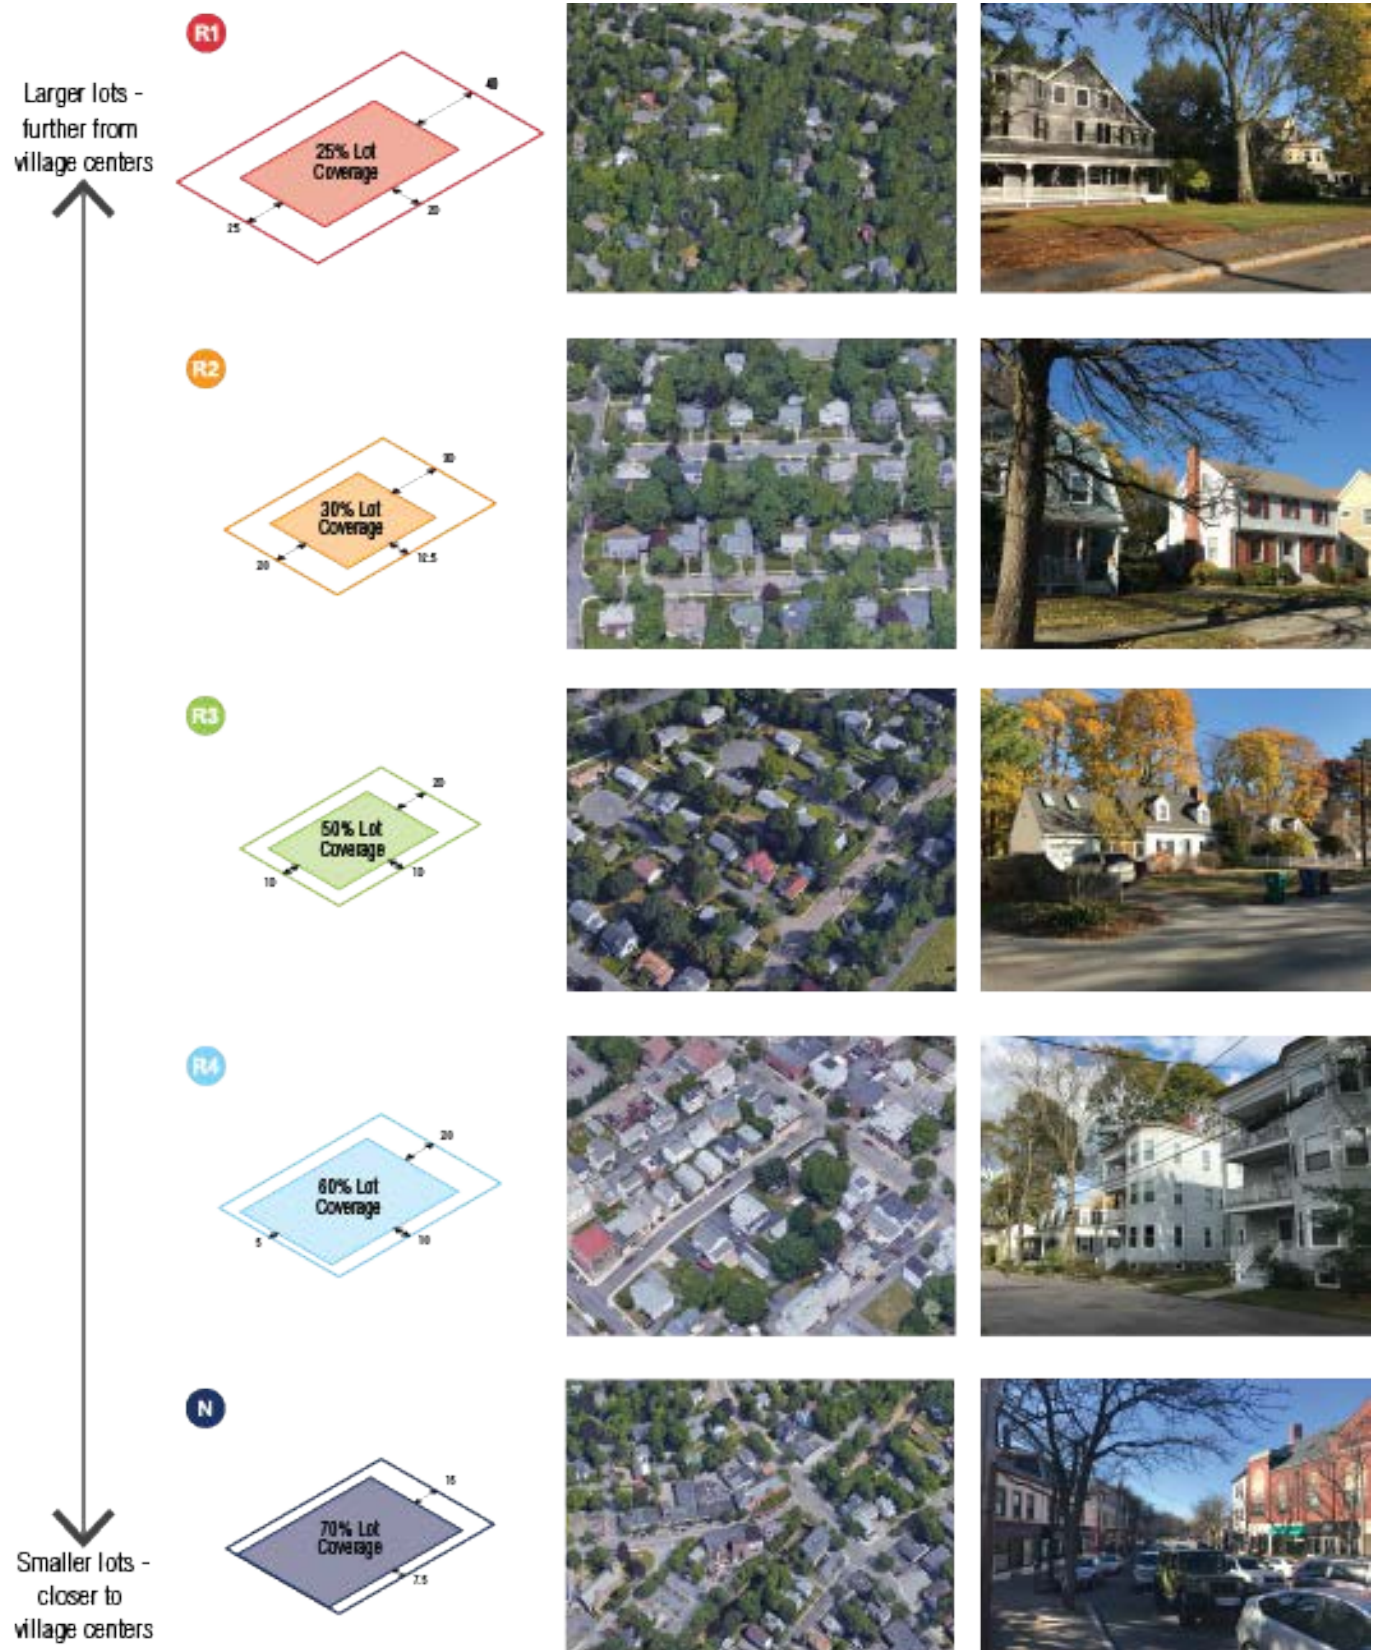 R1
Larger lots -
further from
village centers
40
25% Lot
Coverage
20
25
R2
30
30% Lot
Coverage
12.5
20
R3
20
50% Lot
Coverage
10
10
R4
20
60% Lot
Coverage
10
5
N
15
70% Lot
Coverage
7.5
Smaller lots -
closer to
village centers